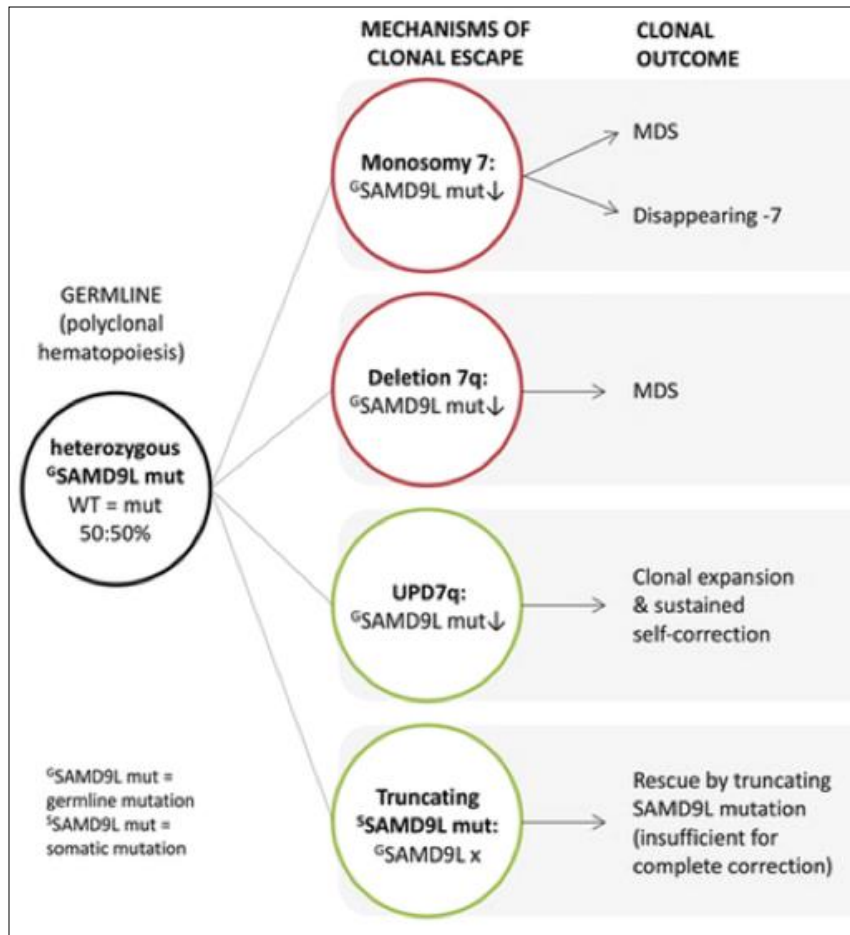 MECHANISMS OF
CLONAL ESCAPE
CLONAL
OUTCOME
Monosomy 7:
ᴳSAMD9L mut↓
MDS
Disappearing -7
GERMLINE
(polyclonal
hematopoiesis)
heterozygous
ᴳSAMD9L mut
WT = mut
50:50%
Deletion 7q:
ᴳSAMD9L mut↓
MDS
UPD7q:
ᴳSAMD9L mut↓
Clonal expansion
& sustained
self-correction
Truncating
ˢSAMD9L mut:
ᴳSAMD9L x
Rescue by truncating
SAMD9L mutation
(insufficient for
complete correction)
ᴳSAMD9L mut =
germline mutation
ˢSAMD9L mut =
somatic mutation